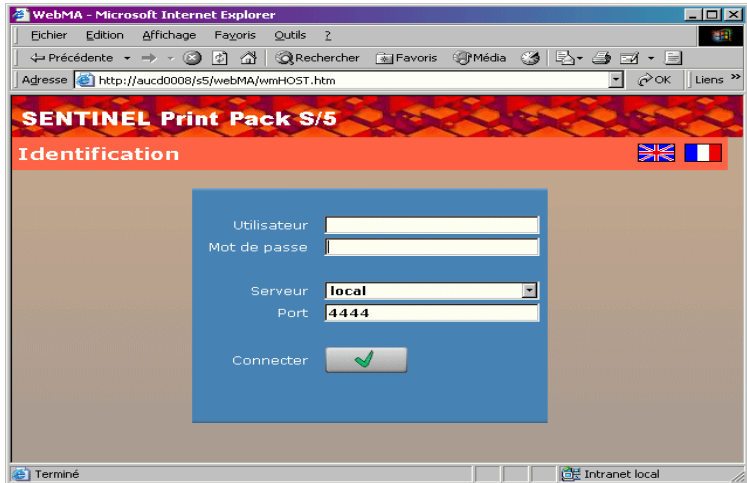 WebMA - Microsoft Internet Explorer
Fichier Edition Affichage Favoris Outils ?
Précédente Rechercher Favoris Média
Adresse http://aucd0008/s5/webMA/wmHOST.htm OK Liens »
SENTINEL Print Pack S/5
Identification
Utilisateur
Mot de passe
Serveur local
Port 4444
Connecter
Terminé Intranet local